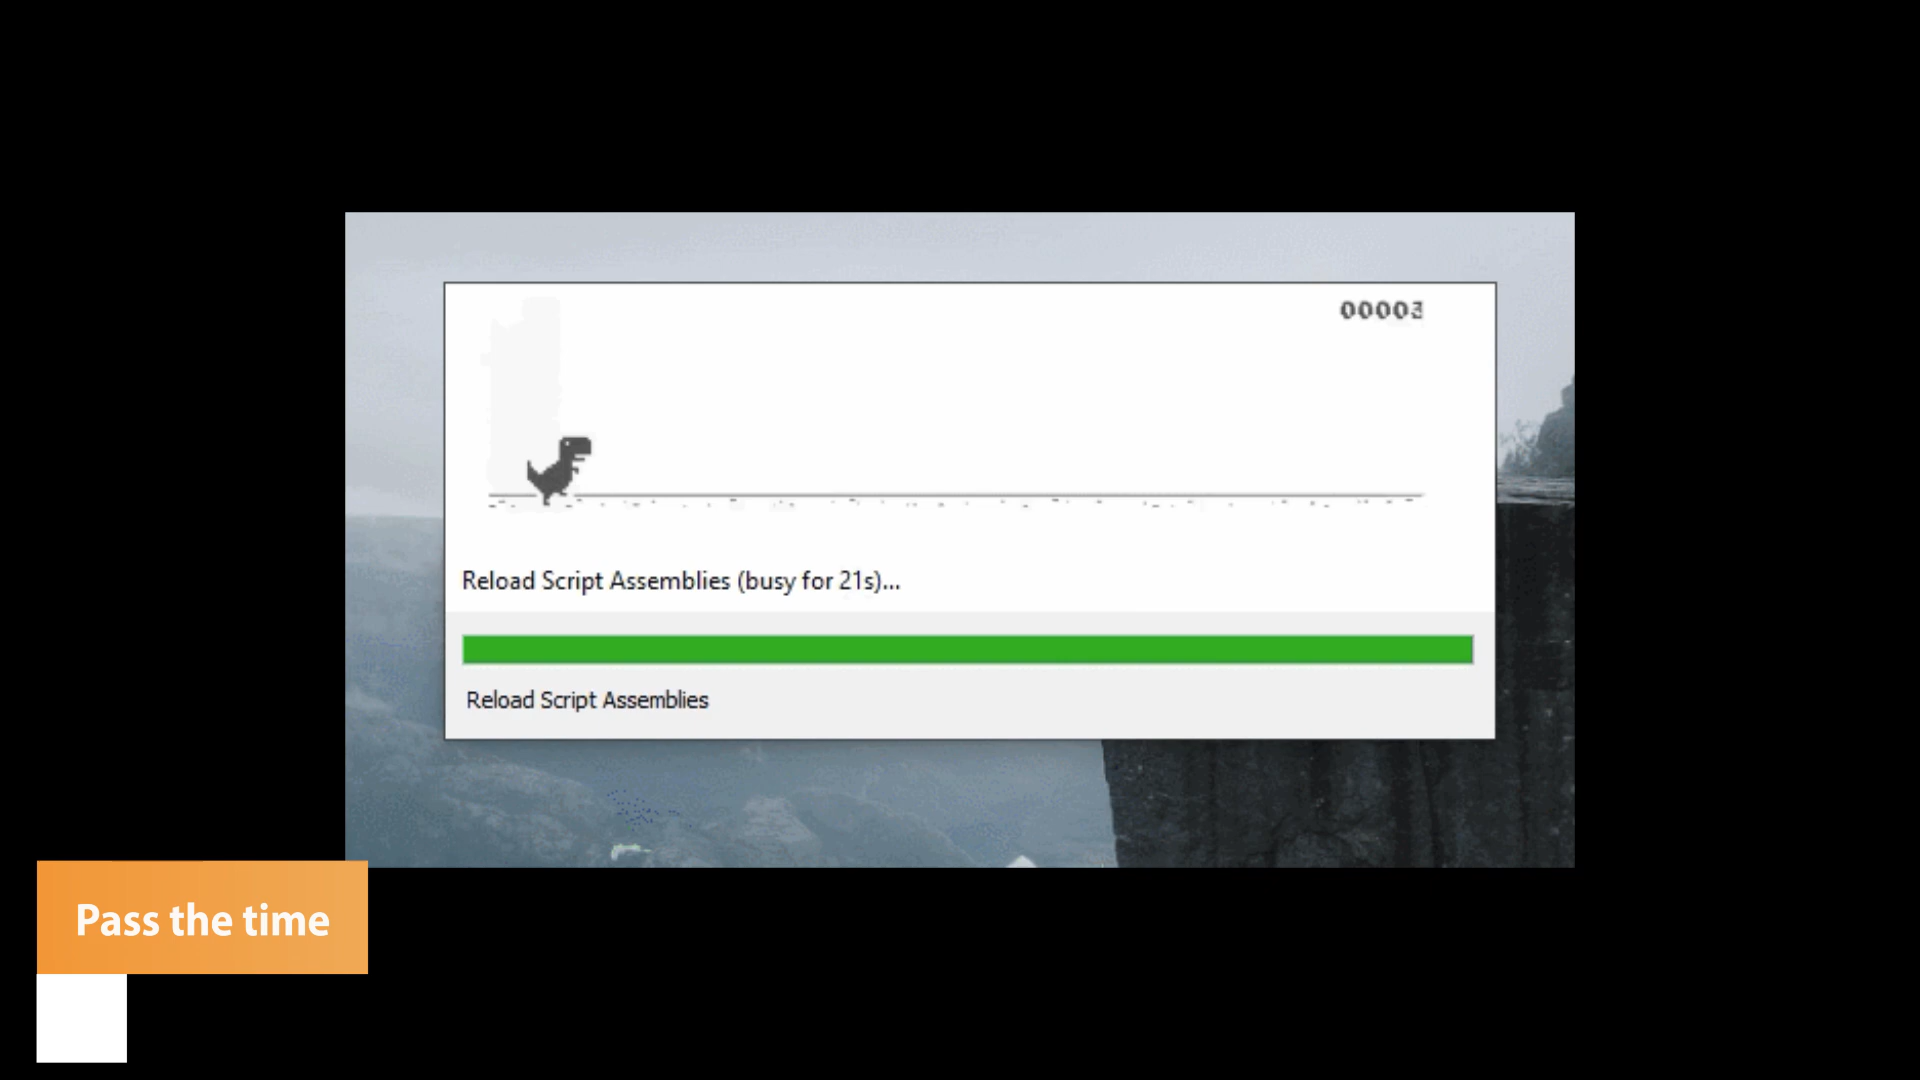 00003
Reload Script Assemblies (busy for 21s)...
Reload Script Assemblies
Pass the time